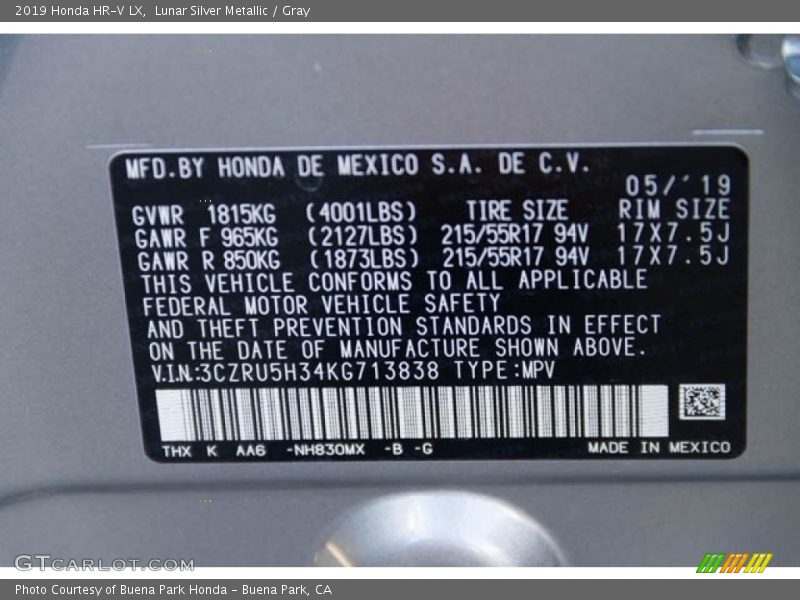 2019 Honda HR-V LX,  Lunar Silver Metallic / Gray
MFD.BY HONDA DE MEXICO S.A. DE C.V.
05/'19
GVWR 1815KG (4001LBS) TIRE SIZE RIM SIZE
GAWR F 965KG (2127LBS) 215/55R17 94V 17X7.5J
GAWR R 850KG (1873LBS) 215/55R17 94V 17X7.5J
THIS VEHICLE CONFORMS TO ALL APPLICABLE
FEDERAL MOTOR VEHICLE SAFETY
AND THEFT PREVENTION STANDARDS IN EFFECT
ON THE DATE OF MANUFACTURE SHOWN ABOVE.
V.I.N.:3CZRU5H34KG713838 TYPE:MPV
THX K AA6 -NH830MX -B -G MADE IN MEXICO
GTcarlot.com
Photo Courtesy of Buena Park Honda - Buena Park, CA